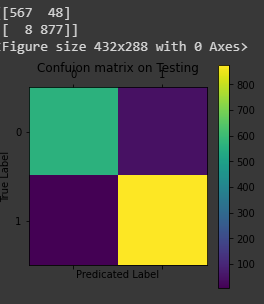 [[567  48]
[  8 877]]
<Figure size 432x288 with 0 Axes>
Confuion matrix on Testing
0 1
800
700
600
500
400
300
200
100
0
1
True Label
Predicated Label